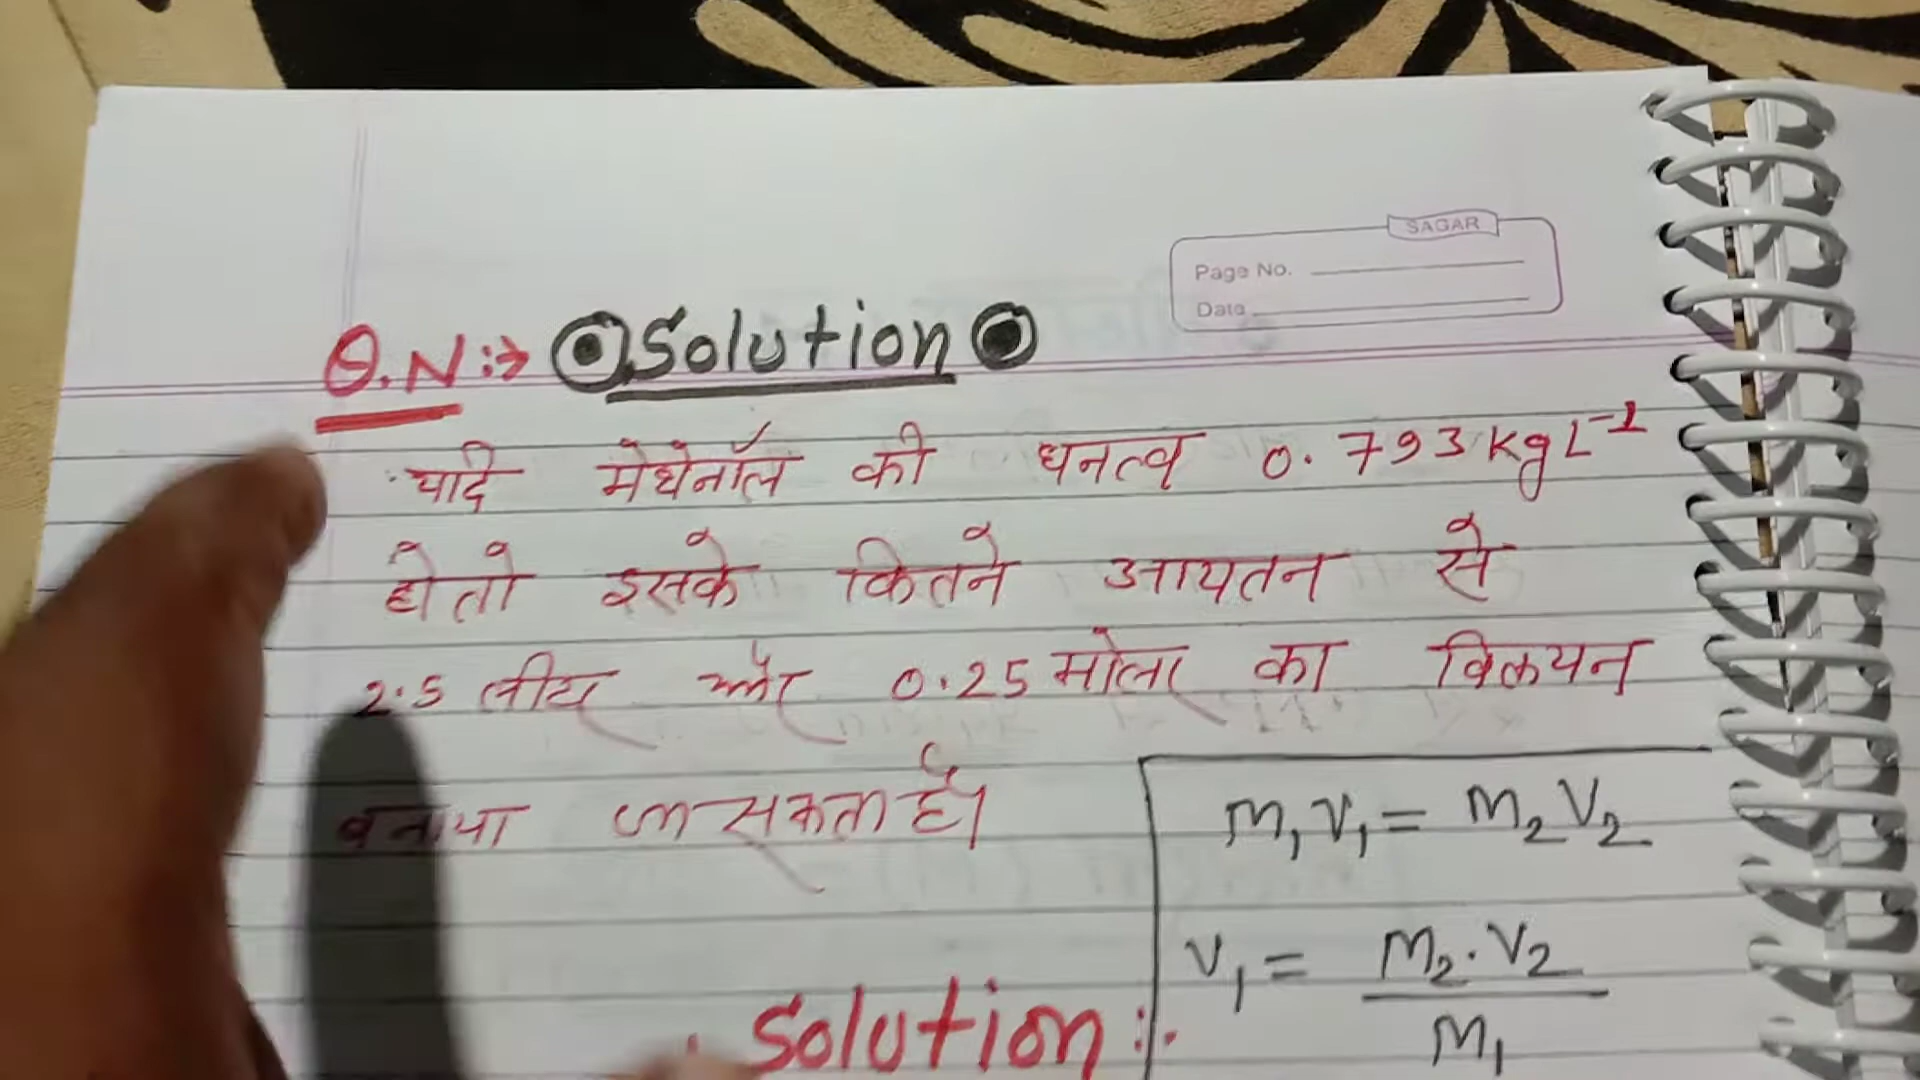 SAGAR
Page No.
Date
Q.N:→ Solution
यदि मेथेनॉल की घनत्व 0.793 kg L⁻¹
हो तो इसके कितने आयतन से
2.5 लीटर और 0.25 मोलर का विलयन
बनाया जा सकता है।
m₁v₁ = m₂v₂
v₁ = m₂.v₂ / m₁
Solution :-